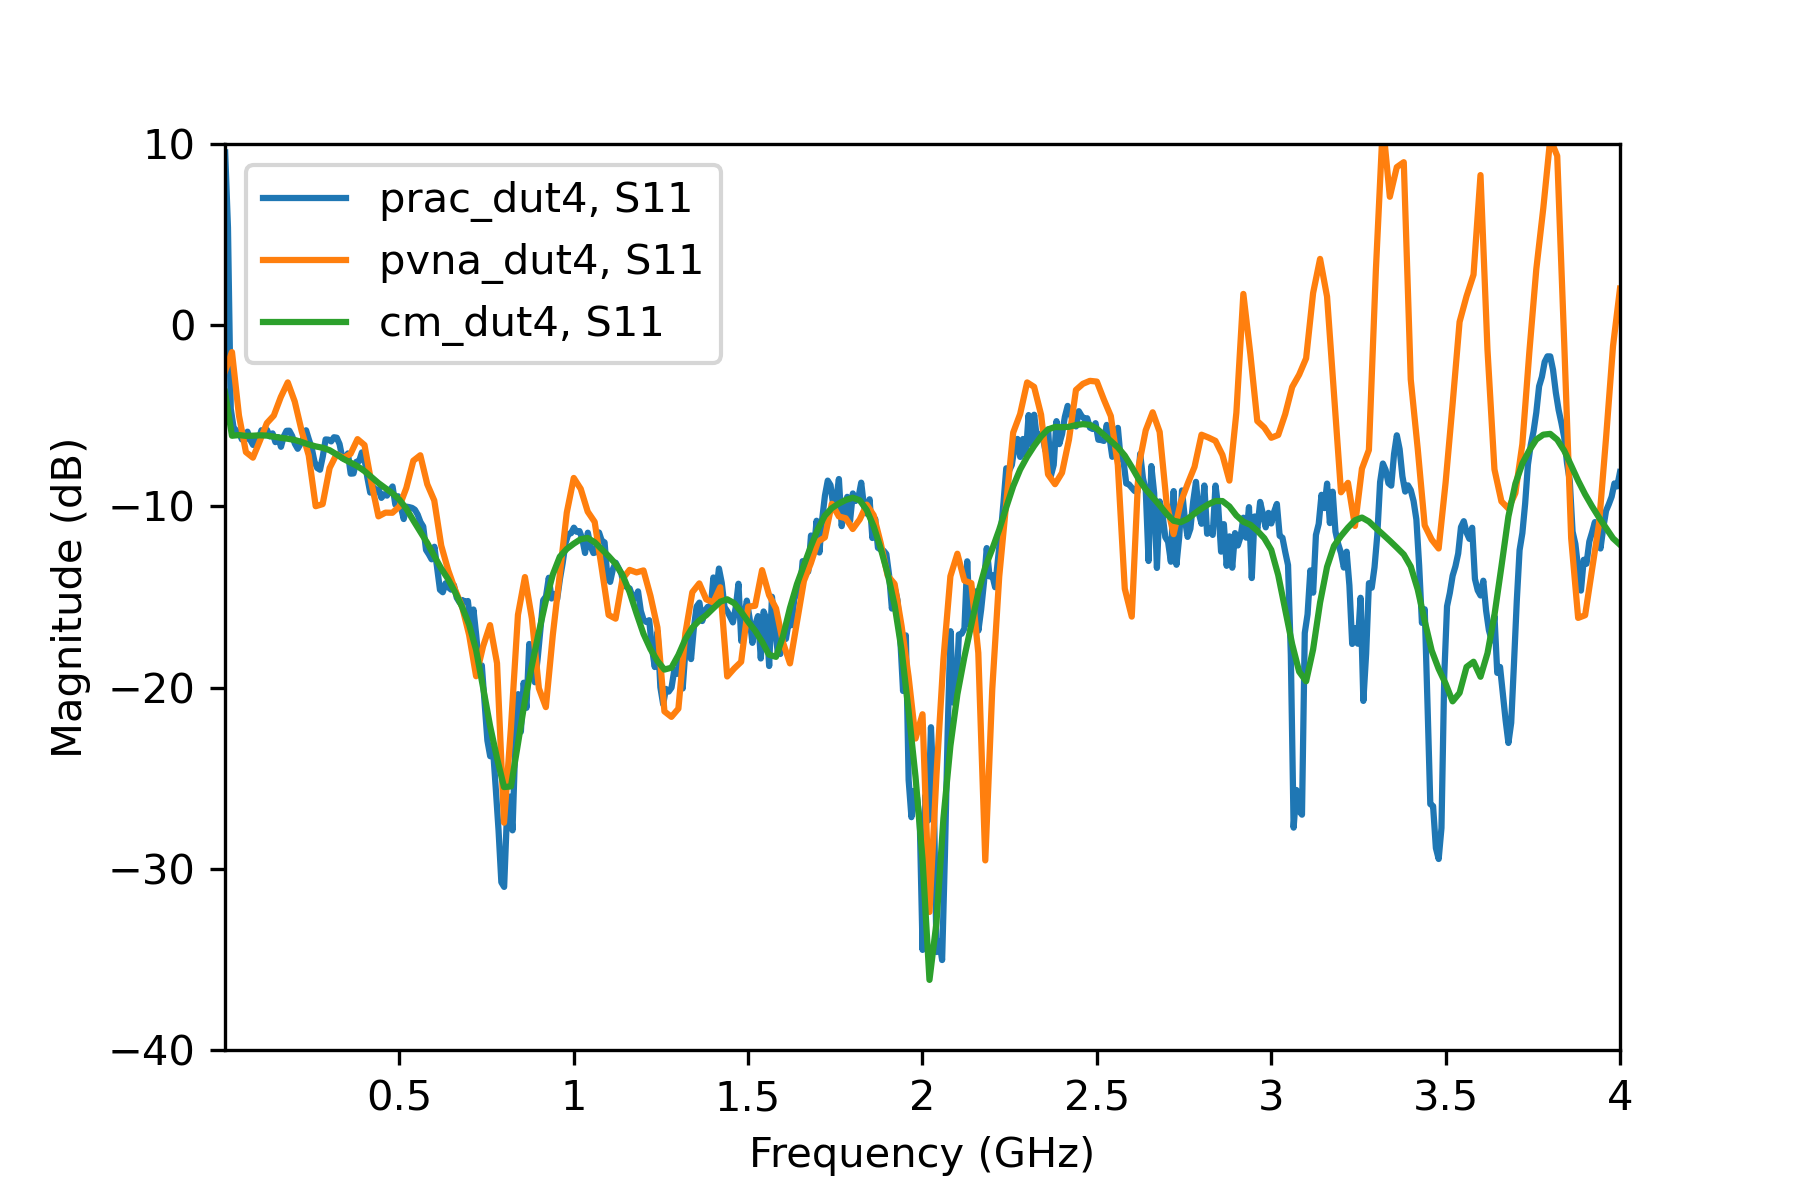 10
0
−10
−20
−30
−40
Magnitude (dB)
prac_dut4, S11
pvna_dut4, S11
cm_dut4, S11
0.5
1
1.5
2
2.5
3
3.5
4
Frequency (GHz)